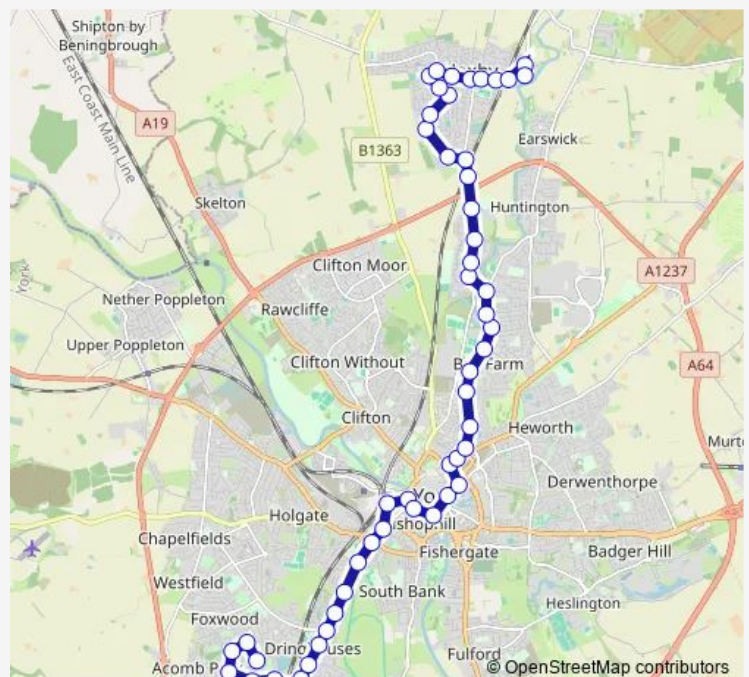 Shipton by
Beningbrough
East Coast Main Line
A19
B1363
Earswick
Skelton
Huntington
York
Clifton Moor
A1237
Nether Poppleton
Rawcliffe
Upper Poppleton
Clifton Without
Farm
A64
Clifton
Heworth
Derwenthorpe
Holgate
Chapelfields
Fishergate
Badger Hill
Westfield
South Bank
Foxwood
Heslington
Acomb P
Fulford
© OpenStreetMap contributors